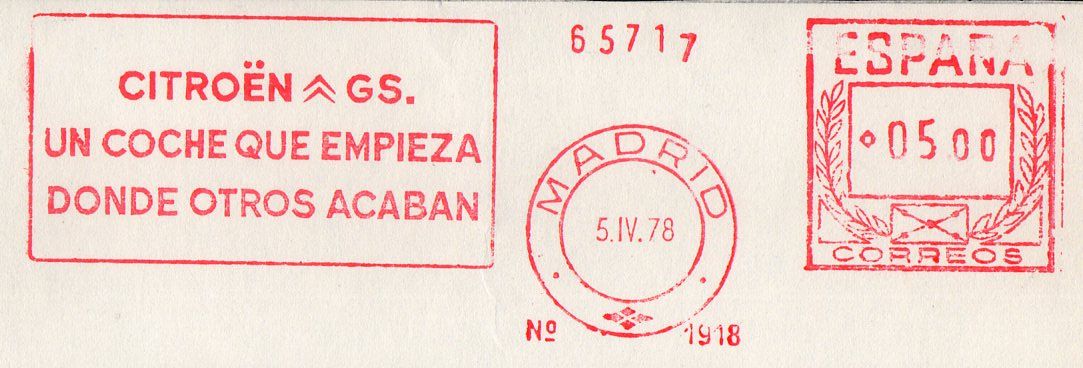 CITROËN GS.
UN COCHE QUE EMPIEZA
DONDE OTROS ACABAN
65717
MADRID
5.IV.78
Nº 1918
ESPAÑA
05.00
CORREOS